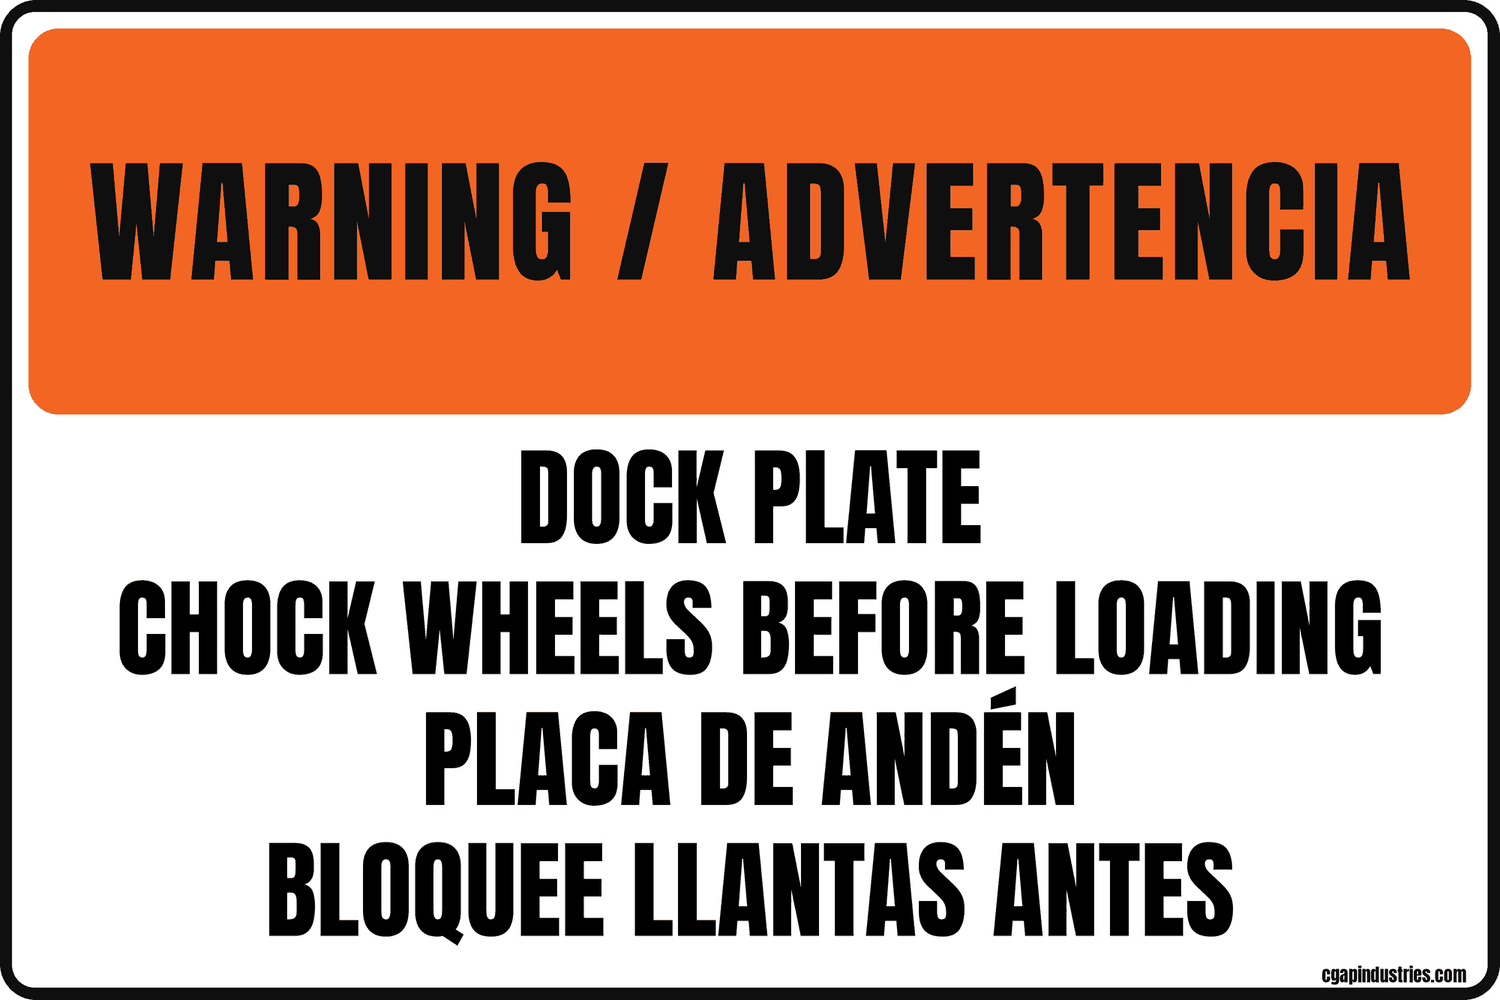 WARNING / ADVERTENCIA
DOCK PLATE
CHOCK WHEELS BEFORE LOADING
PLACA DE ANDÉN
BLOQUEE LLANTAS ANTES
cgapindustries.com